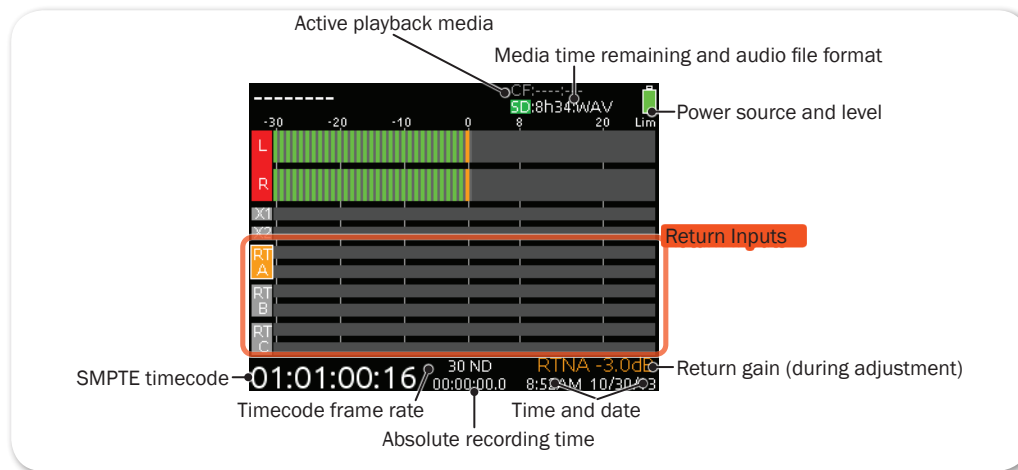 Active playback media
Media time remaining and audio file format
CF:----:--
SD:8h34:WAV
Power source and level
--------
-30 -20 -10 0 8 20 Lim
L
R
X1
X2
Return Inputs
RT
A
RT
B
RT
C
SMPTE timecode
01:01:00:16
30 ND
RTNA -3.0dB
Return gain (during adjustment)
00:00:00.0
8:52AM
Timecode frame rate
Time and date
Absolute recording time